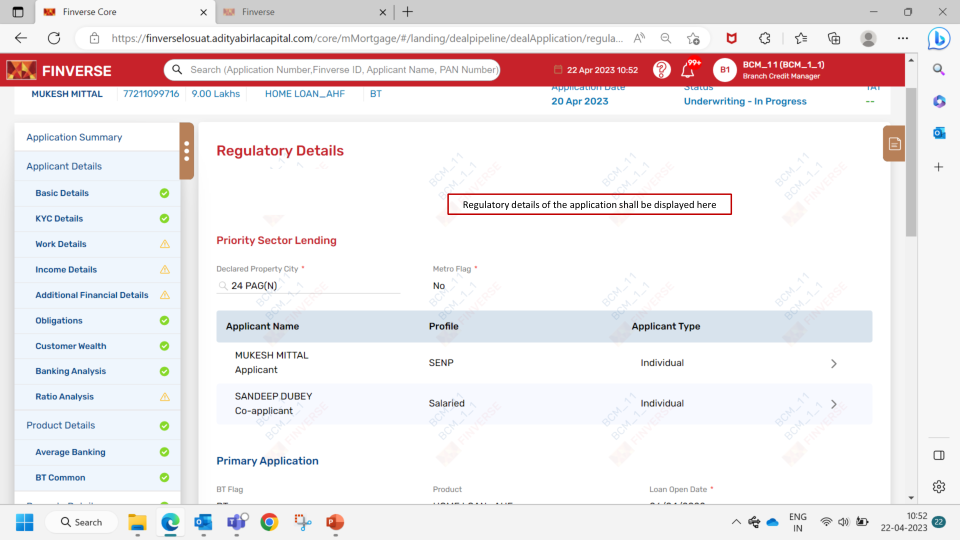 Finverse Core
Finverse
https://finverselosuat.adityabirlacapital.com/core/mMortgage/#/landing/dealpipeline/dealApplication/regula...
FINVERSE
Search (Application Number,Finverse ID, Applicant Name, PAN Number)
22 Apr 2023 10:52
99+
B1
BCM_11 (BCM_1_1)
Branch Credit Manager
MUKESH MITTAL
77211099716
9.00 Lakhs
HOME LOAN_AHF
BT
Application Date
20 Apr 2023
Status
Underwriting - In Progress
TAT
--
Application Summary
Applicant Details
Basic Details
KYC Details
Work Details
Income Details
Additional Financial Details
Obligations
Customer Wealth
Banking Analysis
Ratio Analysis
Product Details
Average Banking
BT Common
Regulatory Details
Regulatory details of the application shall be displayed here
Priority Sector Lending
Declared Property City *
24 PAG(N)
Metro Flag *
No
Applicant Name Profile Applicant Type
MUKESH MITTAL
Applicant
SENP
Individual
SANDEEP DUBEY
Co-applicant
Salaried
Individual
Primary Application
BT Flag
Product
Loan Open Date *
BCM_11
BCM_1_1
FINVERSE
Search
ENG
IN
10:52
22-04-2023
22